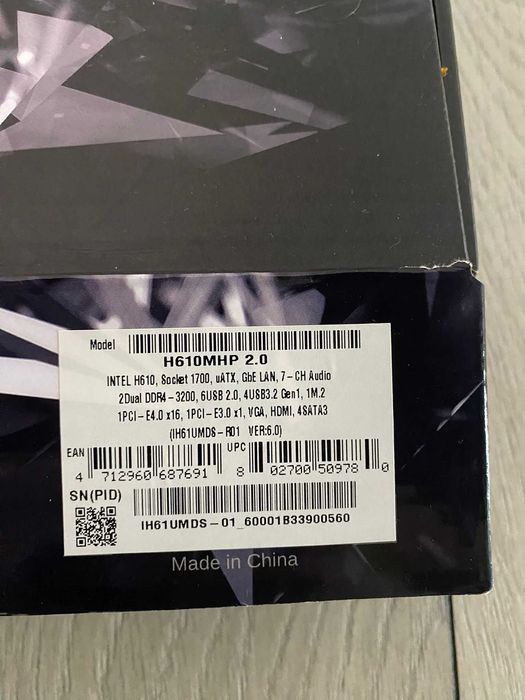 Model
H610MHP 2.0
INTEL H610, Socket 1700, uATX, GbE LAN, 7-CH Audio
2Dual DDR4-3200, 6USB 2.0, 4USB3.2 Gen1, 1M.2
1PCI-E4.0 x16, 1PCI-E3.0 x1, VGA, HDMI, 4SATA3
(IH61UMDS-R01 VER:6.0)
EAN 4 712960 687691 UPC 8 02700 50978 0
SN(PID)
IH61UMDS-01_60001B33900560
Made in China